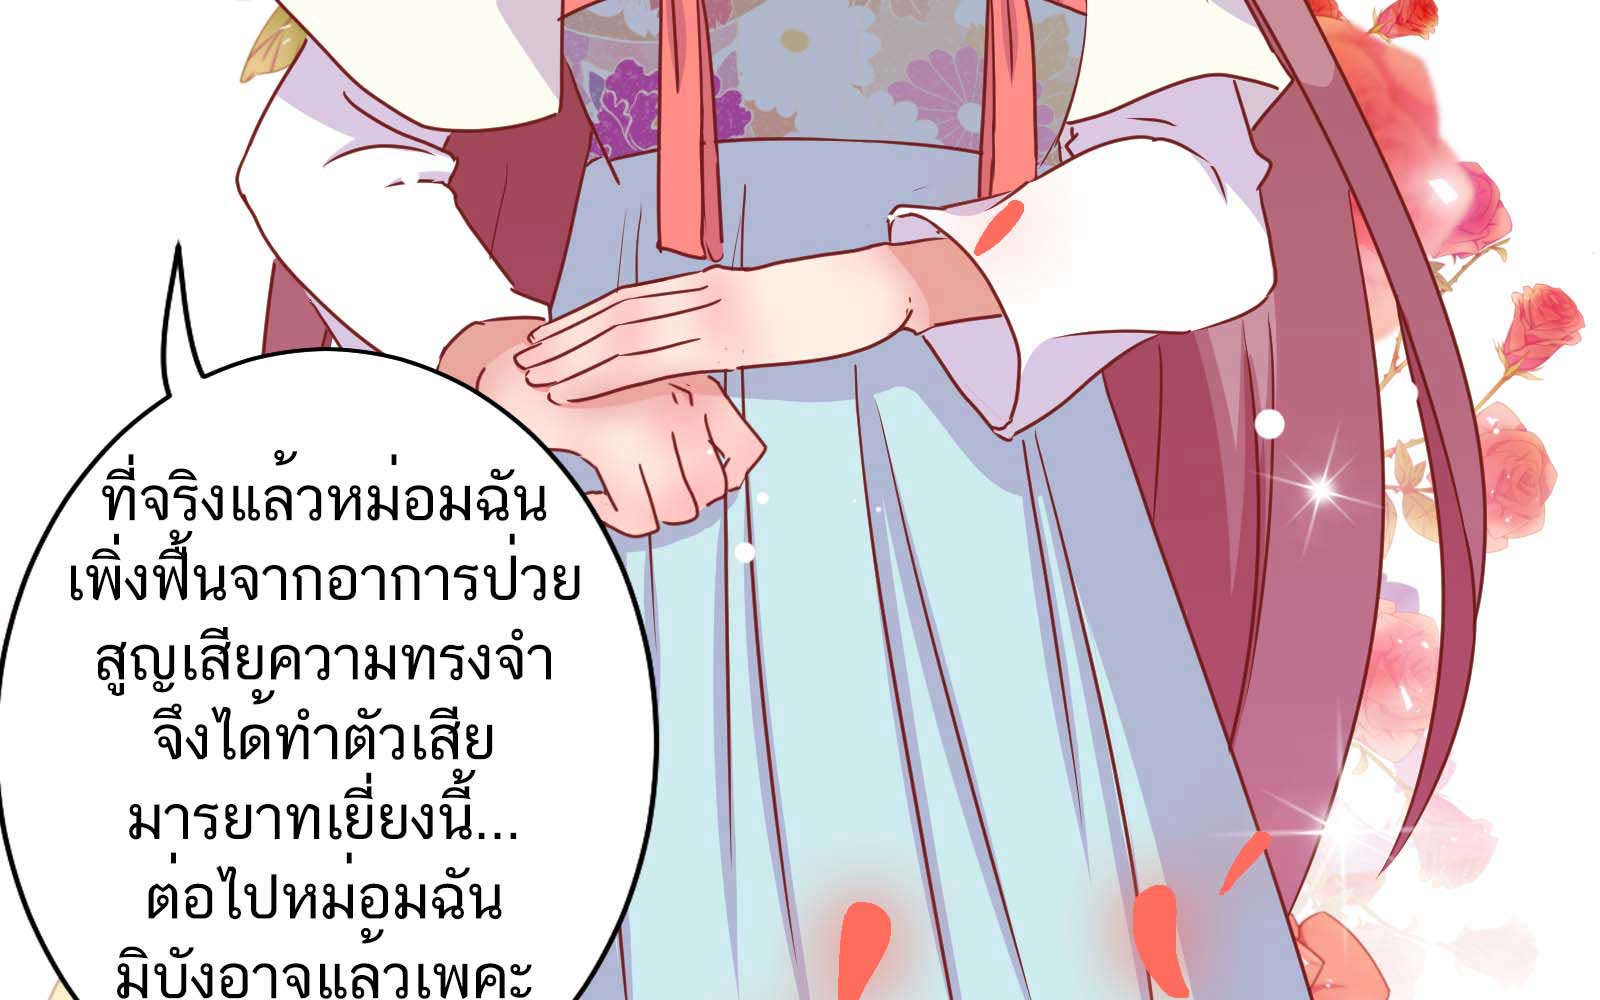 ที่จริงแล้วหม่อมฉัน
เพิ่งฟื้นจากอาการป่วย
สูญเสียความทรงจำ
จึงได้ทำตัวเสีย
มารยาทเยี่ยงนี้...
ต่อไปหม่อมฉัน
มิบังอาจแล้วเพคะ